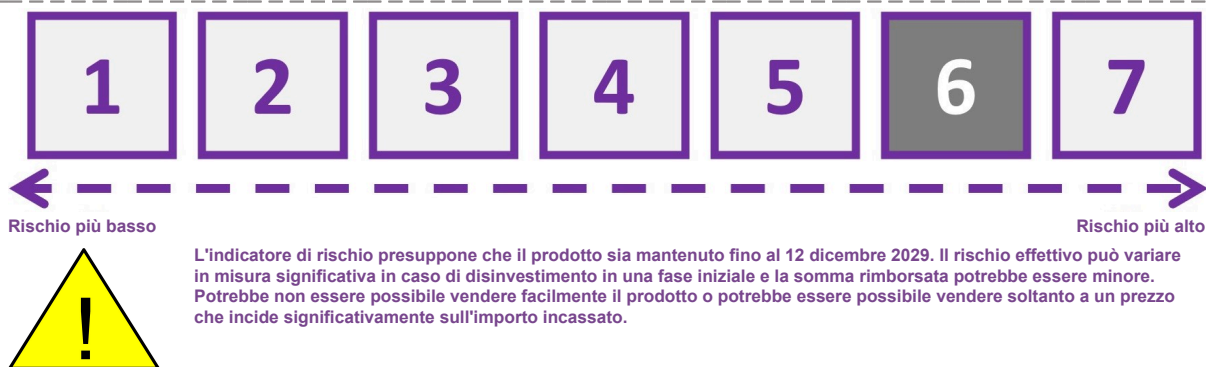 1 2 3 4 5 6 7
Rischio più basso Rischio più alto
L'indicatore di rischio presuppone che il prodotto sia mantenuto fino al 12 dicembre 2029. Il rischio effettivo può variare
in misura significativa in caso di disinvestimento in una fase iniziale e la somma rimborsata potrebbe essere minore.
Potrebbe non essere possibile vendere facilmente il prodotto o potrebbe essere possibile vendere soltanto a un prezzo
che incide significativamente sull'importo incassato.
!